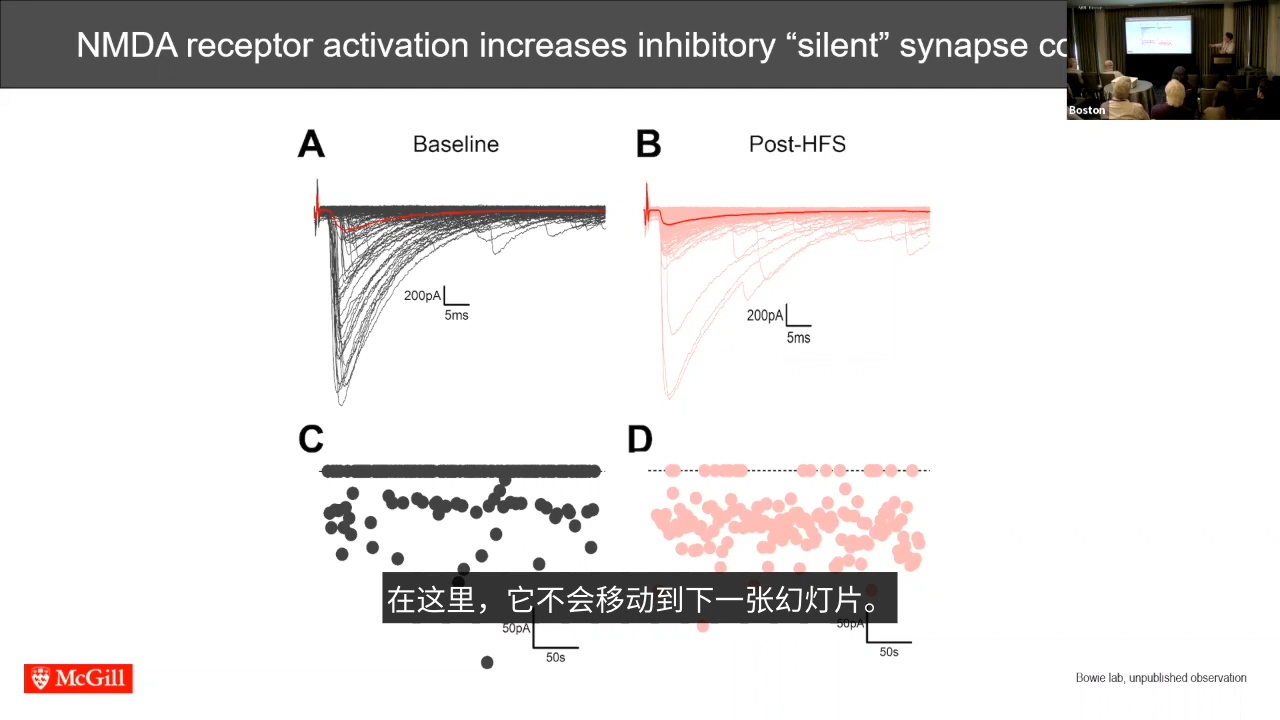 NMDA receptor activation increases inhibitory “silent” synapse co
Boston
A
Baseline
B
Post-HFS
200pA
5ms
200pA
5ms
C
D
在这里，它不会移动到下一张幻灯片。
50pA
50s
50pA
50s
McGill
Bowie lab, unpublished observation